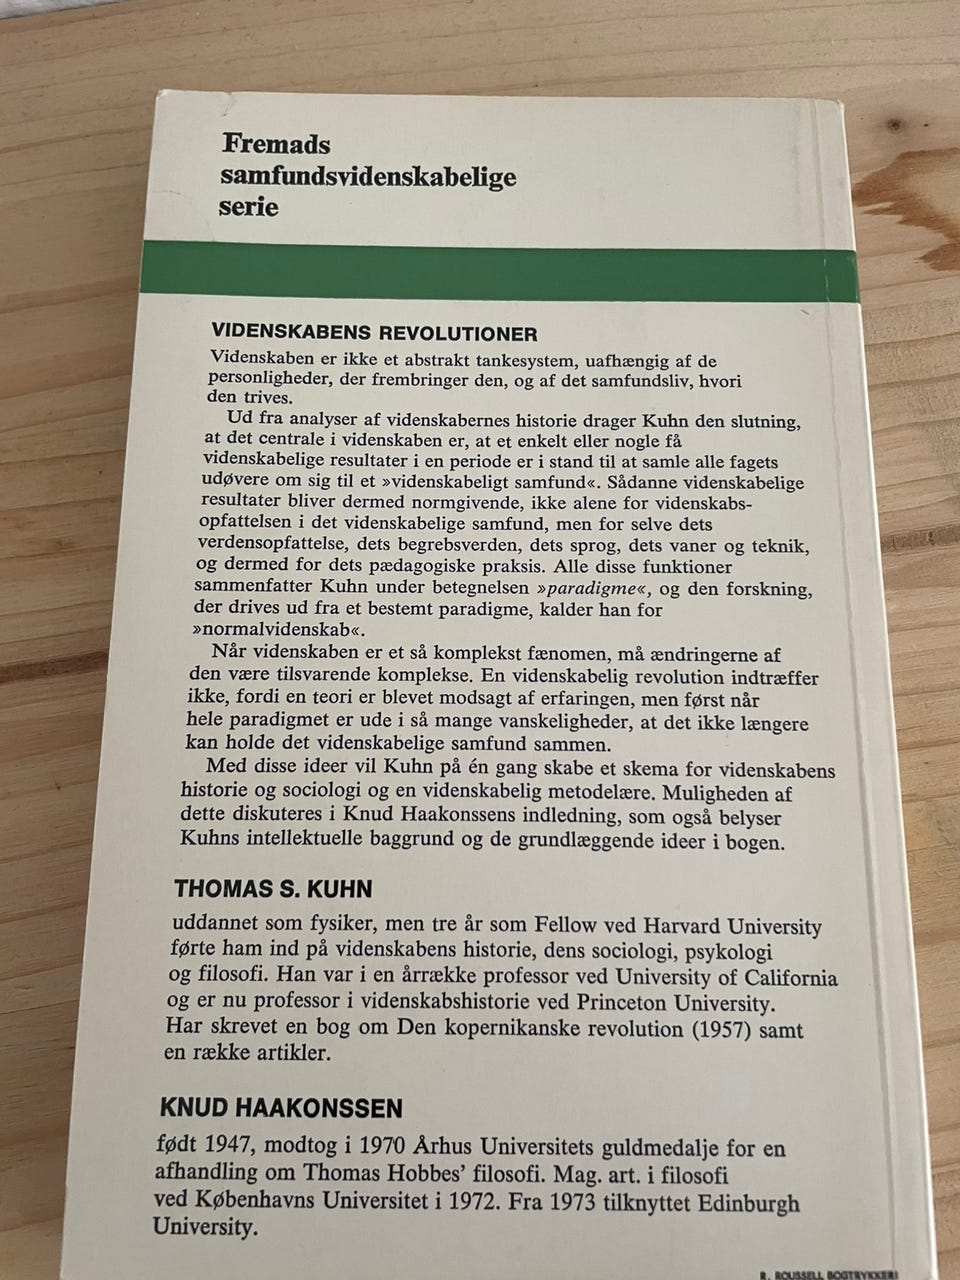 Fremads
samfundsvidenskabelige
serie
VIDENSKABENS REVOLUTIONER
Videnskaben er ikke et abstrakt tankesystem, uafhængig af de
personligheder, der frembringer den, og af det samfundsliv, hvori
den trives.
Ud fra analyser af videnskabernes historie drager Kuhn den slutning,
at det centrale i videnskaben er, at et enkelt eller nogle få
videnskabelige resultater i en periode er i stand til at samle alle fagets
udøvere om sig til et »videnskabeligt samfund«. Sådanne videnskabelige
resultater bliver dermed normgivende, ikke alene for videnskabs-
opfattelsen i det videnskabelige samfund, men for selve dets
verdensopfattelse, dets begrebsverden, dets sprog, dets vaner og teknik,
og dermed for dets pædagogiske praksis. Alle disse funktioner
sammenfatter Kuhn under betegnelsen »paradigme«, og den forskning,
der drives ud fra et bestemt paradigme, kalder han for
»normalvidenskab«.
Når videnskaben er et så komplekst fænomen, må ændringerne af
den være tilsvarende komplekse. En videnskabelig revolution indtræffer
ikke, fordi en teori er blevet modsagt af erfaringen, men først når
hele paradigmet er ude i så mange vanskeligheder, at det ikke længere
kan holde det videnskabelige samfund sammen.
Med disse ideer vil Kuhn på én gang skabe et skema for videnskabens
historie og sociologi og en videnskabelig metodelære. Muligheden af
dette diskuteres i Knud Haakonssens indledning, som også belyser
Kuhns intellektuelle baggrund og de grundlæggende ideer i bogen.
THOMAS S. KUHN
uddannet som fysiker, men tre år som Fellow ved Harvard University
førte ham ind på videnskabens historie, dens sociologi, psykologi
og filosofi. Han var i en årrække professor ved University of California
og er nu professor i videnskabshistorie ved Princeton University.
Har skrevet en bog om Den kopernikanske revolution (1957) samt
en række artikler.
KNUD HAAKONSSEN
født 1947, modtog i 1970 Århus Universitets guldmedalje for en
afhandling om Thomas Hobbes' filosofi. Mag. art. i filosofi
ved Københavns Universitet i 1972. Fra 1973 tilknyttet Edinburgh
University.
R. ROUSSELL BOGTRYKKERI